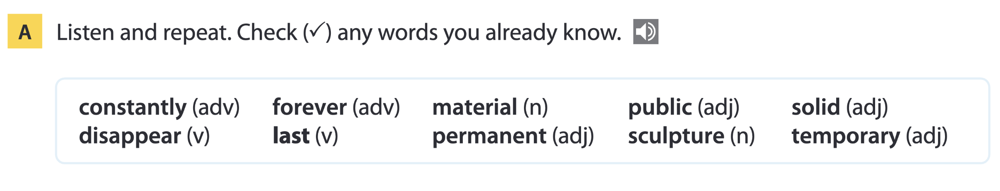 A Listen and repeat. Check (✓) any words you already know.
constantly (adv) forever (adv) material (n) public (adj) solid (adj)
disappear (v) last (v) permanent (adj) sculpture (n) temporary (adj)